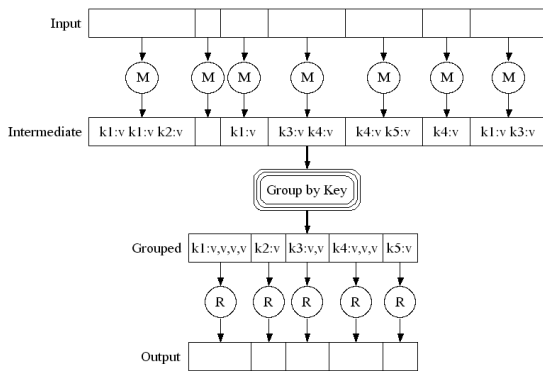 Input
M M M M M M M
Intermediate k1:v k1:v k2:v k1:v k3:v k4:v k4:v k5:v k4:v k1:v k3:v
Group by Key
Grouped k1:v,v,v,v k2:v k3:v,v k4:v,v,v k5:v
R R R R R
Output